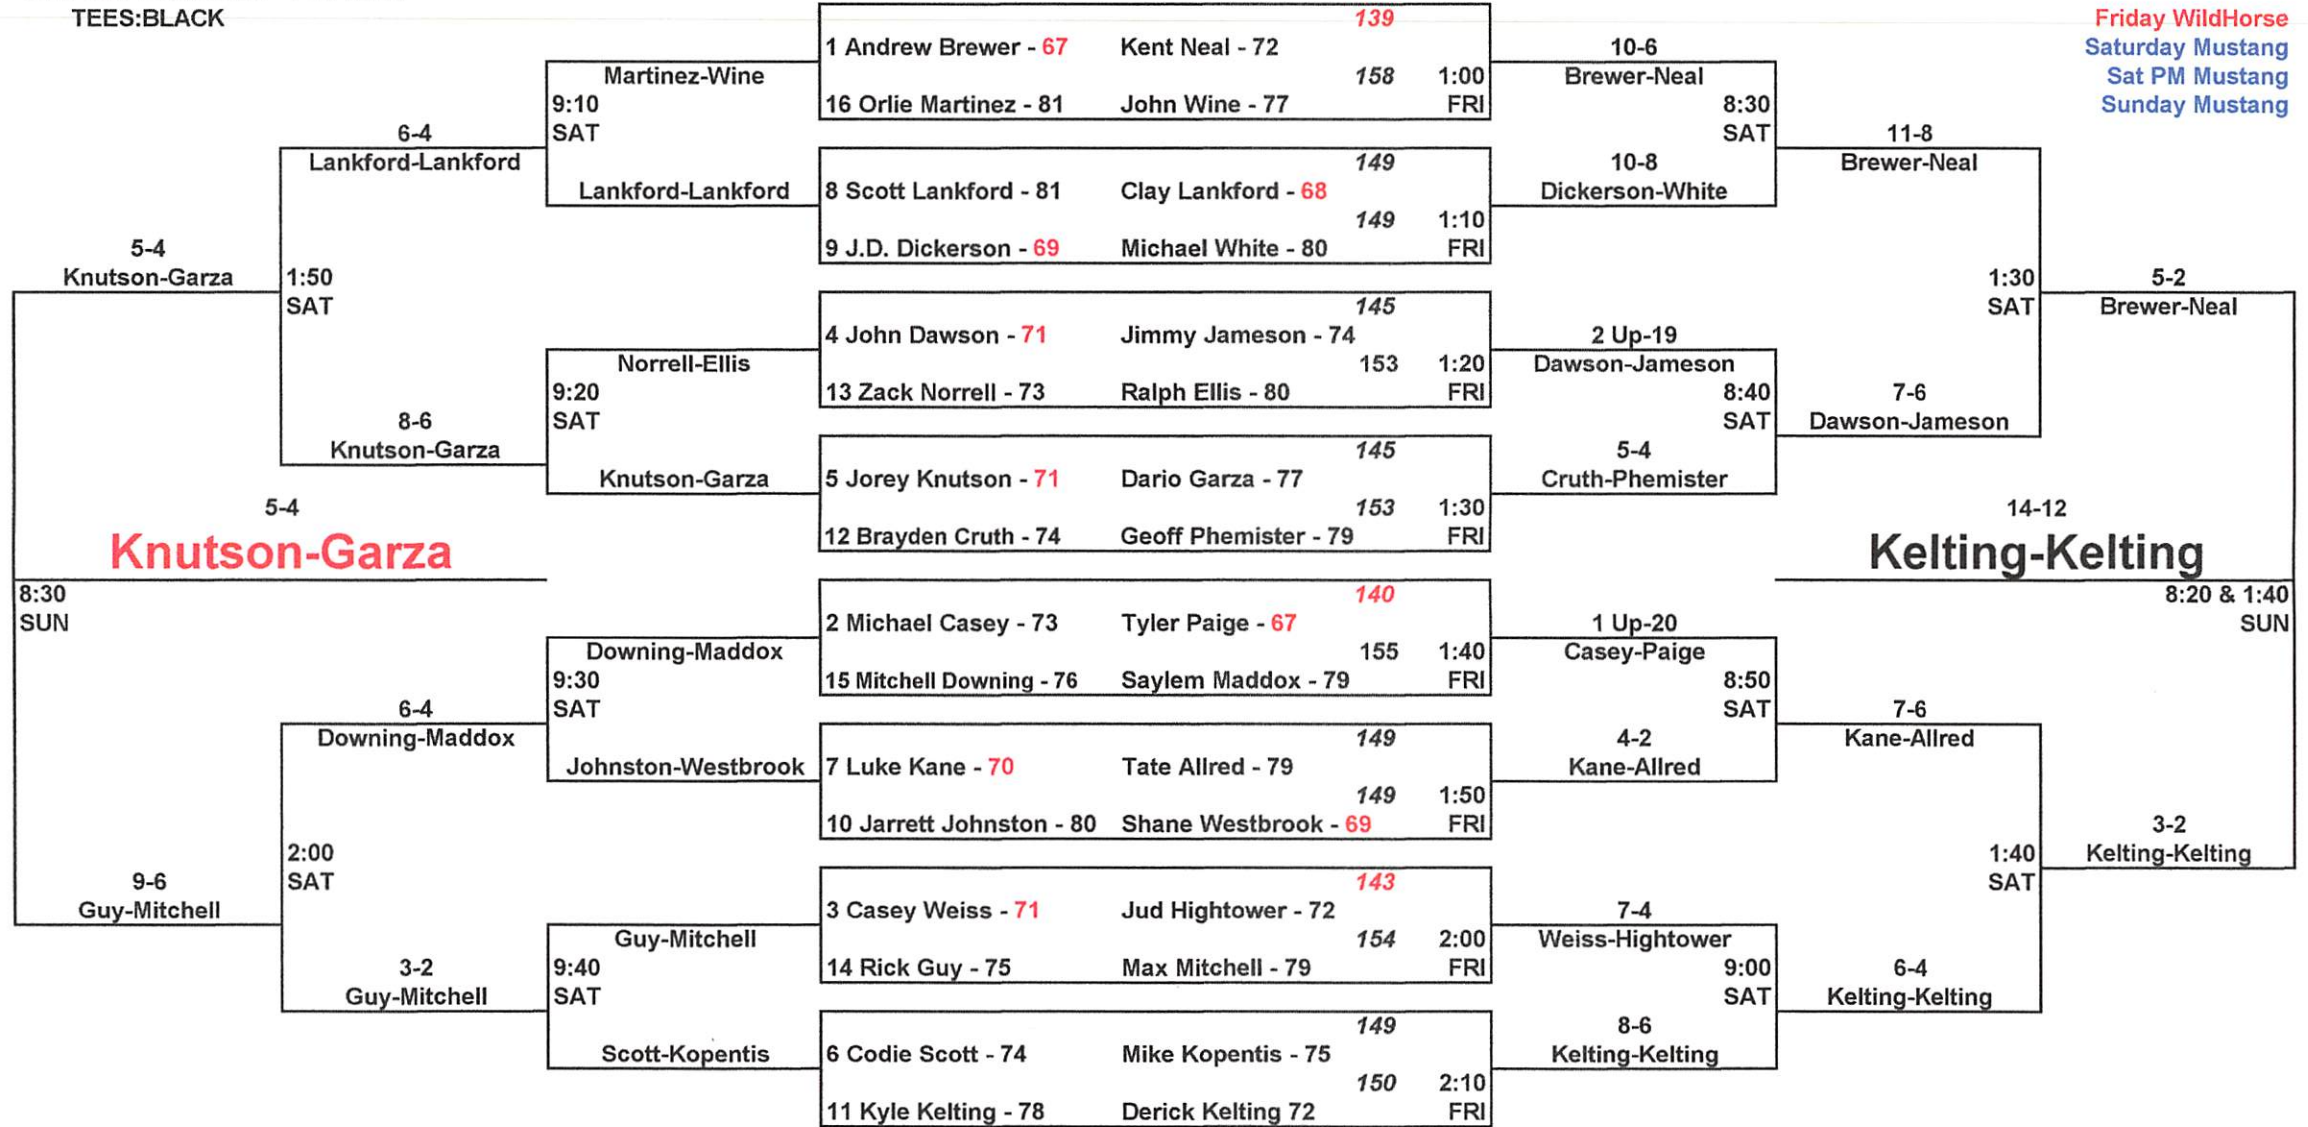 TEES:BLACK
Friday WildHorse
Saturday Mustang
Sat PM Mustang
Sunday Mustang
139
1 Andrew Brewer - 67 Kent Neal - 72
158 1:00
16 Orlie Martinez - 81 John Wine - 77 FRI
149
8 Scott Lankford - 81 Clay Lankford - 68
149 1:10
9 J.D. Dickerson - 69 Michael White - 80 FRI
145
4 John Dawson - 71 Jimmy Jameson - 74
153 1:20
13 Zack Norrell - 73 Ralph Ellis - 80 FRI
145
5 Jorey Knutson - 71 Dario Garza - 77
153 1:30
12 Brayden Cruth - 74 Geoff Phemister - 79 FRI
140
2 Michael Casey - 73 Tyler Paige - 67
155 1:40
15 Mitchell Downing - 76 Saylem Maddox - 79 FRI
149
7 Luke Kane - 70 Tate Allred - 79
149 1:50
10 Jarrett Johnston - 80 Shane Westbrook - 69 FRI
143
3 Casey Weiss - 71 Jud Hightower - 72
154 2:00
14 Rick Guy - 75 Max Mitchell - 79 FRI
149
6 Codie Scott - 74 Mike Kopentis - 75
150 2:10
11 Kyle Kelting - 78 Derick Kelting 72 FRI
Martinez-Wine
9:10
SAT
Lankford-Lankford
Norrell-Ellis
9:20
SAT
Knutson-Garza
Downing-Maddox
9:30
SAT
Johnston-Westbrook
Guy-Mitchell
9:40
SAT
Scott-Kopentis
6-4
Lankford-Lankford
1:50
SAT
8-6
Knutson-Garza
6-4
Downing-Maddox
2:00
SAT
3-2
Guy-Mitchell
5-4
Knutson-Garza
5-4
Knutson-Garza
8:30
SUN
9-6
Guy-Mitchell
10-6
Brewer-Neal
8:30
SAT
10-8
Dickerson-White
2 Up-19
Dawson-Jameson
8:40
SAT
5-4
Cruth-Phemister
1 Up-20
Casey-Paige
8:50
SAT
4-2
Kane-Allred
7-4
Weiss-Hightower
9:00
SAT
8-6
Kelting-Kelting
11-8
Brewer-Neal
1:30
SAT
7-6
Dawson-Jameson
7-6
Kane-Allred
1:40
SAT
6-4
Kelting-Kelting
5-2
Brewer-Neal
14-12
Kelting-Kelting
8:20 & 1:40
SUN
3-2
Kelting-Kelting